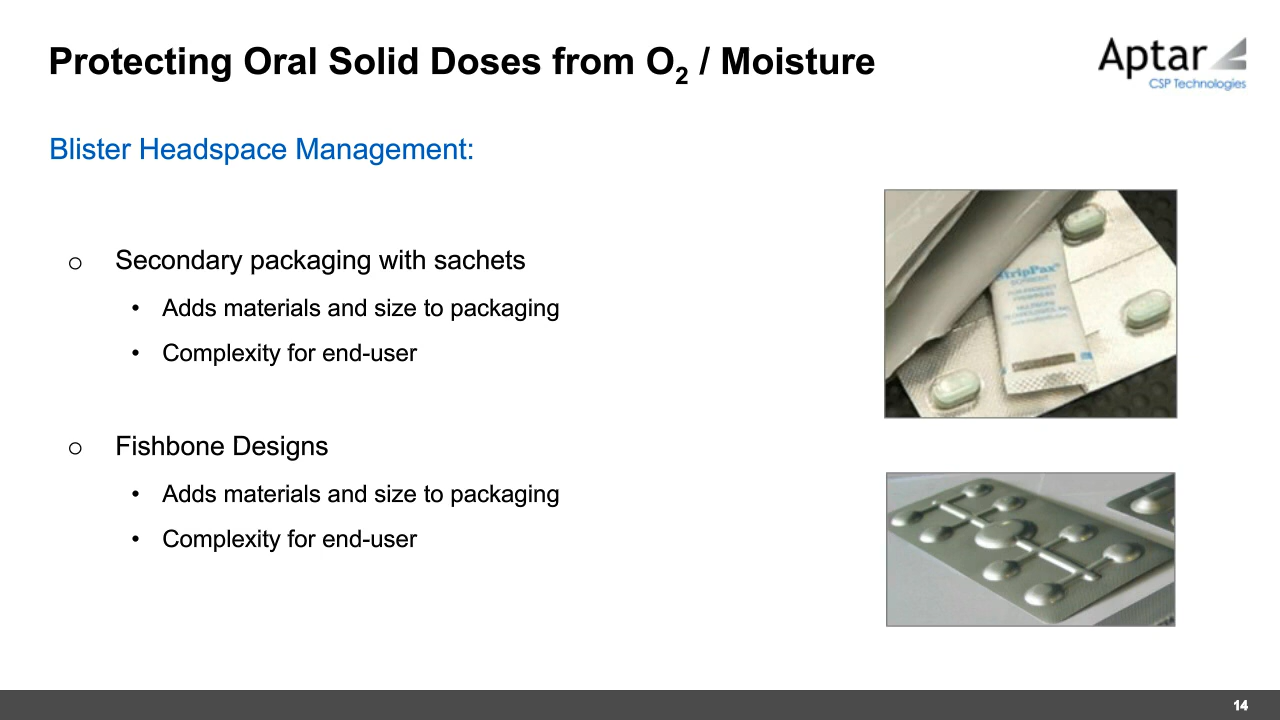 Protecting Oral Solid Doses from O₂ / Moisture
Aptar
CSP Technologies
Blister Headspace Management:
o Secondary packaging with sachets
• Adds materials and size to packaging
• Complexity for end-user
StripPax®
o Fishbone Designs
• Adds materials and size to packaging
• Complexity for end-user
14